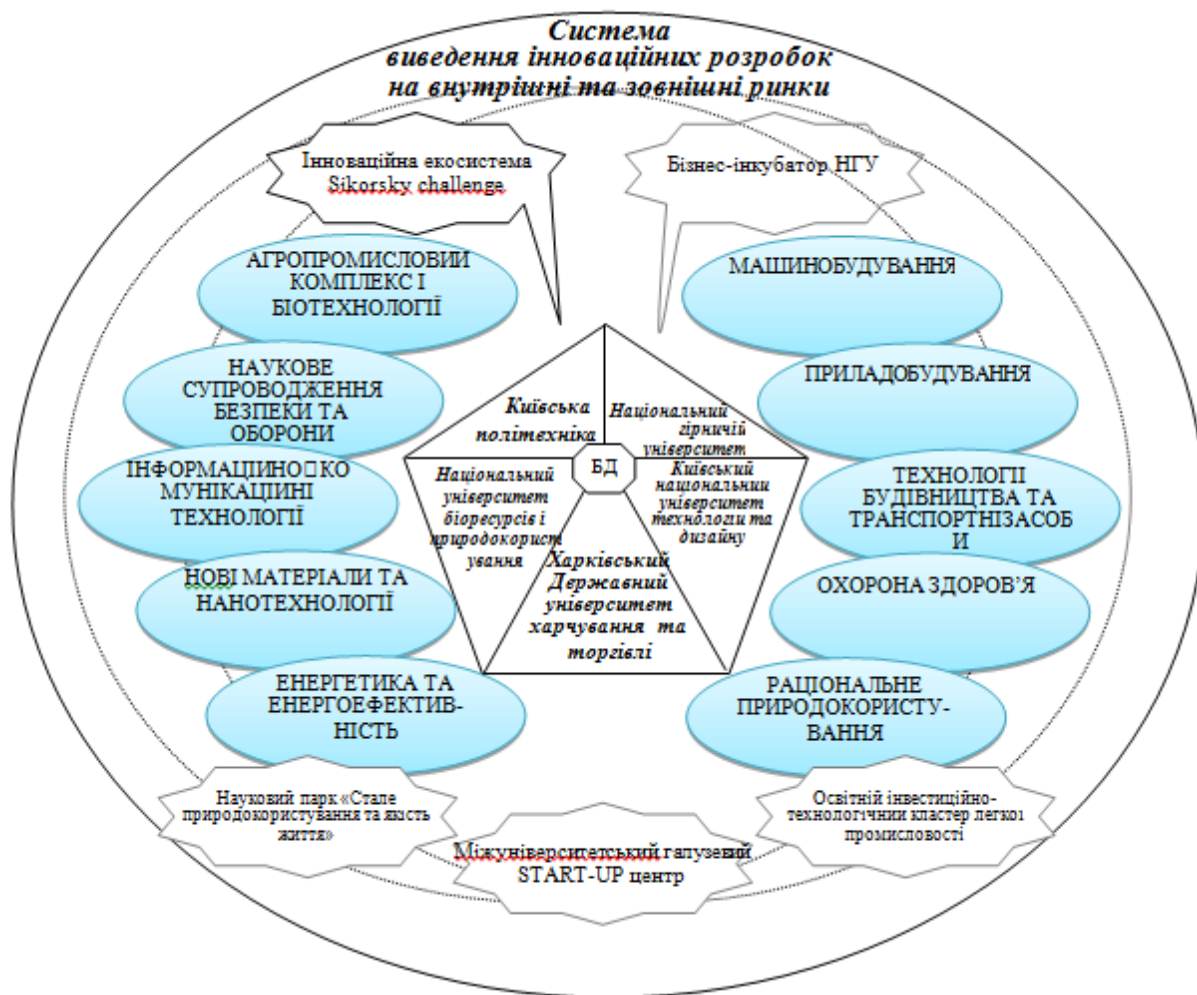 Система
виведення інноваційних розробок
на внутрішні та зовнішні ринки
Інноваційна екосистема
Sikorsky challenge
Бізнес-інкубатор НГУ
АГРОПРОМИСЛОВИЙ
КОМПЛЕКС І
БІОТЕХНОЛОГІЇ
МАШИНОБУДУВАННЯ
НАУКОВЕ
СУПРОВОДЖЕННЯ
БЕЗПЕКИ ТА
ОБОРОНИ
ПРИЛАДОБУДУВАННЯ
ІНФОРМАЦІЙНО□КО
МУНІКАЦІЙНІ
ТЕХНОЛОГІЇ
ТЕХНОЛОГІЇ
БУДІВНИЦТВА ТА
ТРАНСПОРТНІЗАСОБ
И
НОВІ МАТЕРІАЛИ ТА
НАНОТЕХНОЛОГІЇ
ОХОРОНА ЗДОРОВ’Я
ЕНЕРГЕТИКА ТА
ЕНЕРГОЕФЕКТИВ-
НІСТЬ
РАЦІОНАЛЬНЕ
ПРИРОДОКОРИСТУ-
ВАННЯ
Київська
політехніка
Національний
гірничій
університет
БД
Національний
університет
біоресурсів і
природокорист
ування
Київський
національний
університет
технологій та
дизайну
Харківський
Державний
університет
харчування та
торгівлі
Науковий парк «Стале
природокористування та якість
життя»
Міжуніверситетський галузевий
START-UP центр
Освітній інвестиційно-
технологічний кластер легкої
промисловості